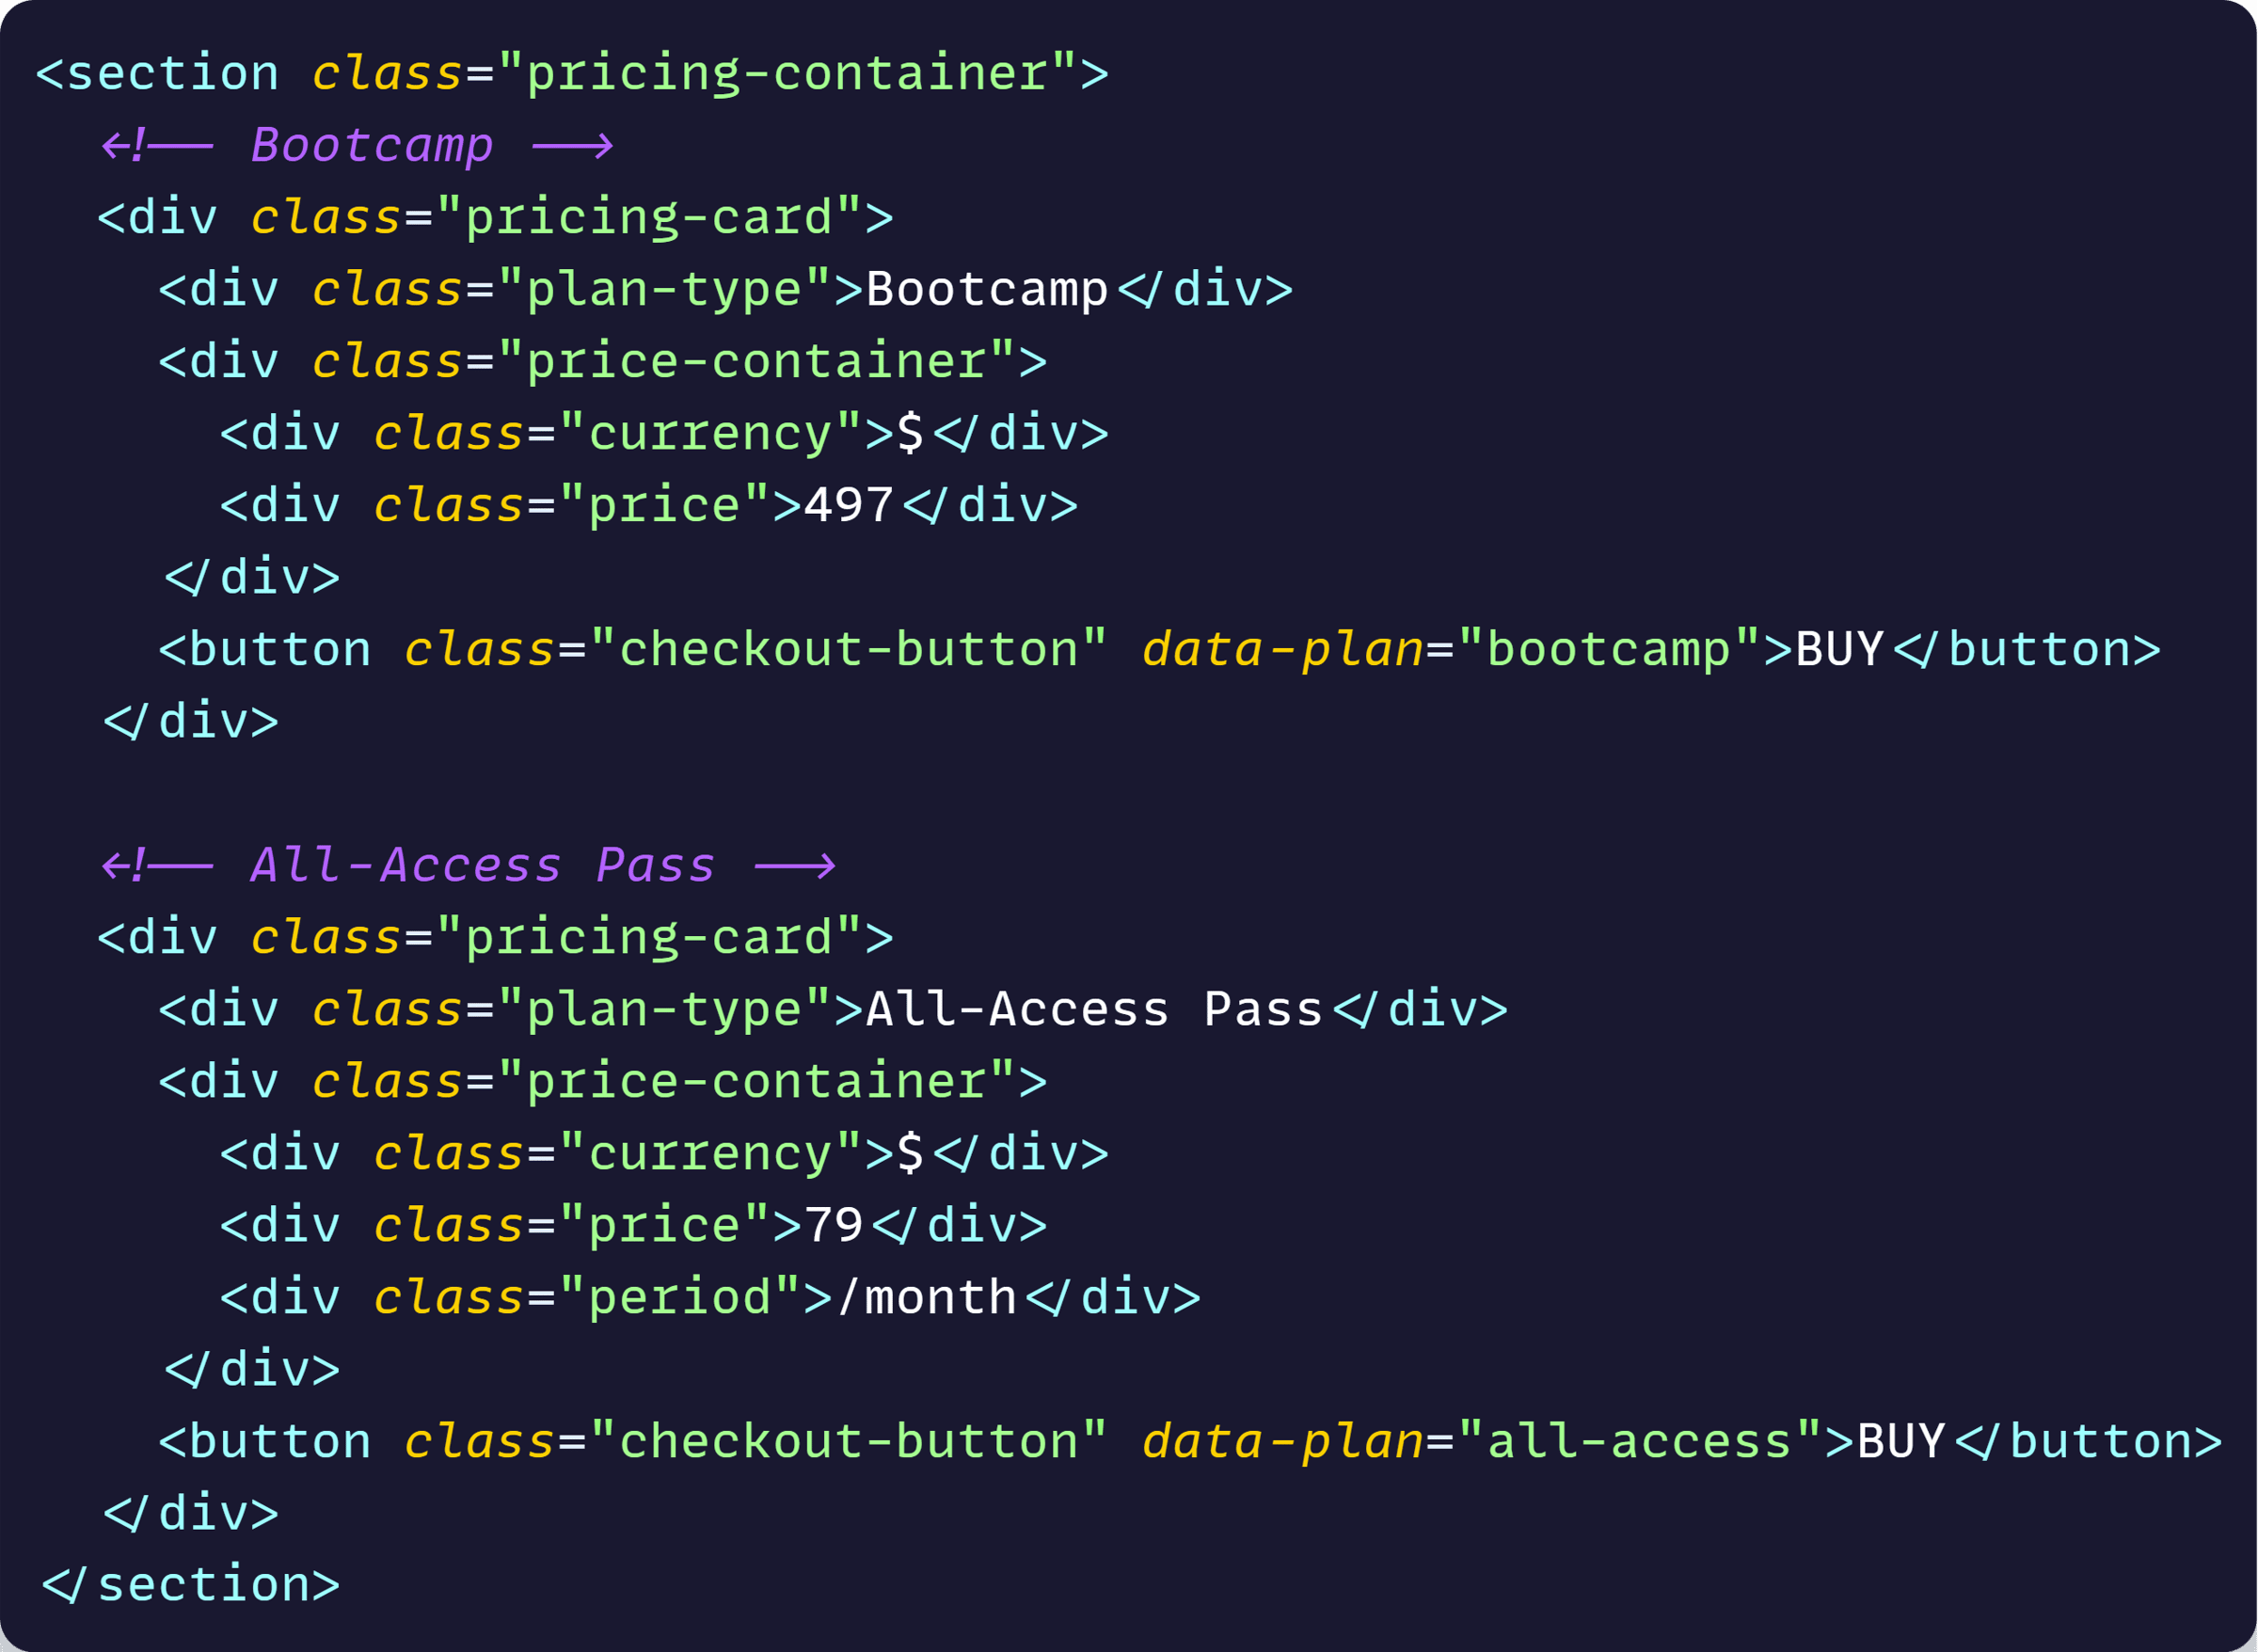 <section class="pricing-container">
  <!-- Bootcamp -->
  <div class="pricing-card">
    <div class="plan-type">Bootcamp</div>
    <div class="price-container">
      <div class="currency">$</div>
      <div class="price">497</div>
    </div>
    <button class="checkout-button" data-plan="bootcamp">BUY</button>
  </div>

  <!-- All-Access Pass -->
  <div class="pricing-card">
    <div class="plan-type">All-Access Pass</div>
    <div class="price-container">
      <div class="currency">$</div>
      <div class="price">79</div>
      <div class="period">/month</div>
    </div>
    <button class="checkout-button" data-plan="all-access">BUY</button>
  </div>
</section>